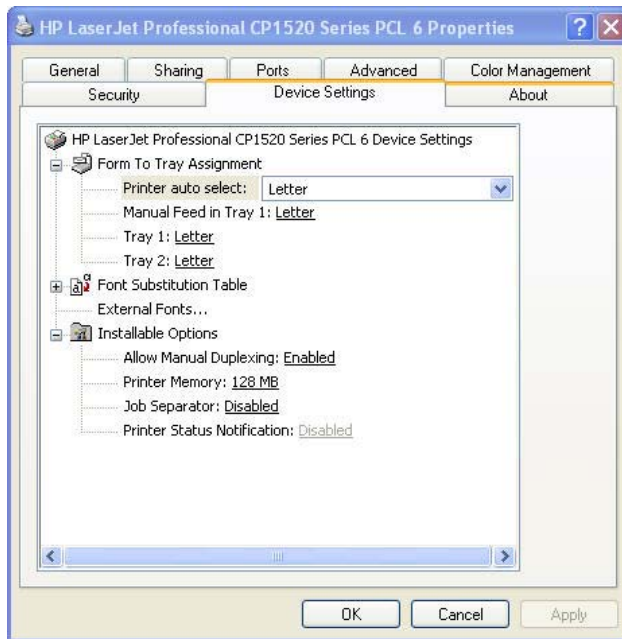 HP LaserJet Professional CP1520 Series PCL 6 Properties
General Sharing Ports Advanced Color Management
Security Device Settings About
HP LaserJet Professional CP1520 Series PCL 6 Device Settings
Form To Tray Assignment
Printer auto select: Letter
Manual Feed in Tray 1: Letter
Tray 1: Letter
Tray 2: Letter
Font Substitution Table
External Fonts...
Installable Options
Allow Manual Duplexing: Enabled
Printer Memory: 128 MB
Job Separator: Disabled
Printer Status Notification: Disabled
OK Cancel Apply